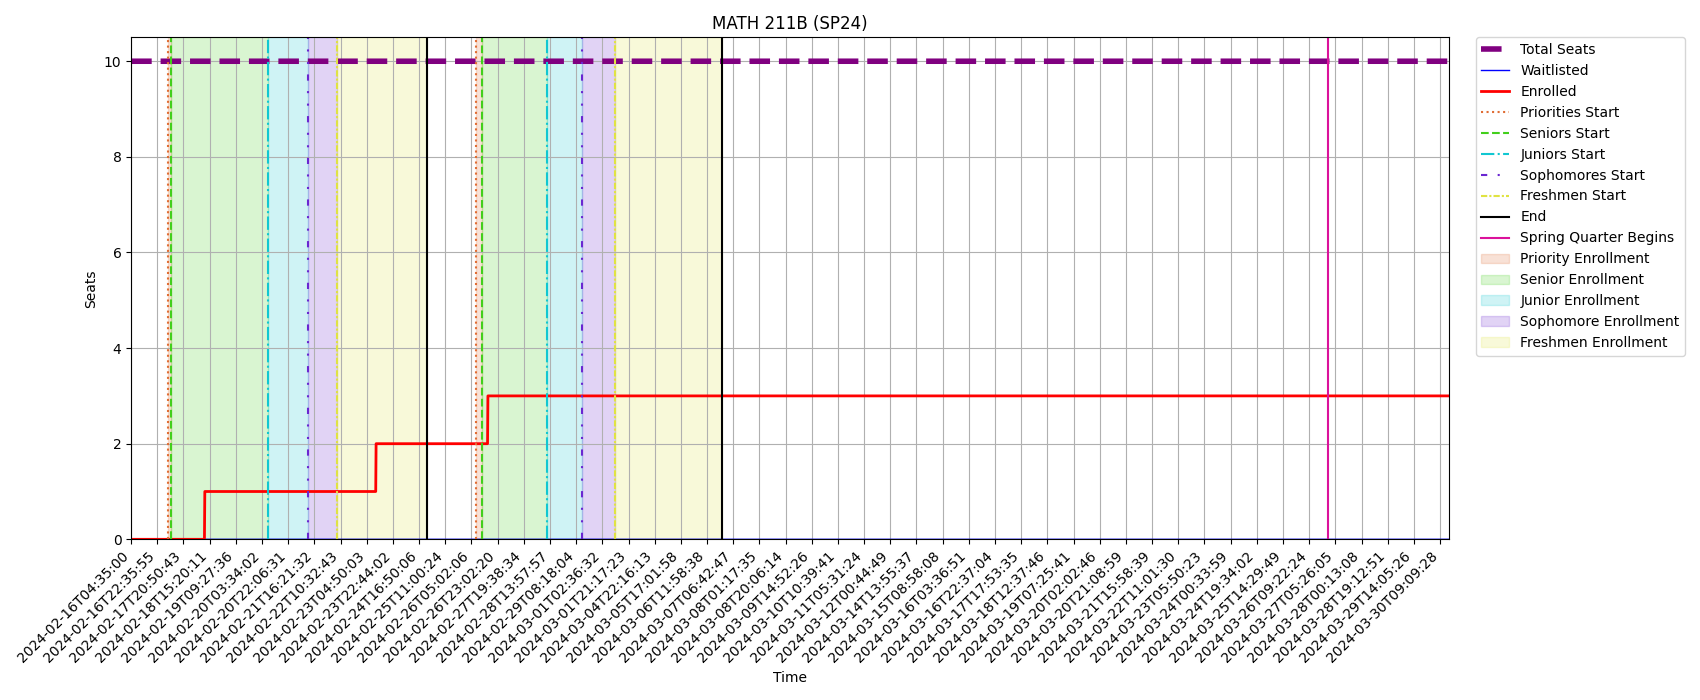 MATH 211B (SP24)
Seats
10
8
6
4
2
0
2024-02-16T04:35:00
2024-02-16T22:35:55
2024-02-17T20:50:43
2024-02-18T15:20:11
2024-02-19T09:27:36
2024-02-20T03:34:02
2024-02-20T22:06:31
2024-02-21T16:21:32
2024-02-22T10:32:43
2024-02-23T04:50:03
2024-02-23T22:44:02
2024-02-24T16:50:06
2024-02-25T11:00:24
2024-02-26T05:02:06
2024-02-26T23:02:20
2024-02-27T19:38:34
2024-02-28T13:57:57
2024-02-29T08:18:04
2024-03-01T02:36:32
2024-03-01T21:17:23
2024-03-04T22:16:13
2024-03-05T17:01:58
2024-03-06T11:58:38
2024-03-07T06:42:47
2024-03-08T01:17:35
2024-03-08T20:06:14
2024-03-09T14:52:26
2024-03-10T10:39:41
2024-03-11T05:31:24
2024-03-12T00:44:49
2024-03-14T13:55:37
2024-03-15T08:58:08
2024-03-16T03:36:51
2024-03-16T22:37:04
2024-03-17T17:53:35
2024-03-18T12:37:46
2024-03-19T07:25:41
2024-03-20T02:02:46
2024-03-20T21:08:59
2024-03-21T15:58:39
2024-03-22T11:01:30
2024-03-23T05:50:23
2024-03-24T00:33:59
2024-03-24T19:34:02
2024-03-25T14:29:49
2024-03-26T09:22:24
2024-03-27T05:26:05
2024-03-28T00:13:08
2024-03-28T19:12:51
2024-03-29T14:05:26
2024-03-30T09:09:28
Time
Total Seats
Waitlisted
Enrolled
Priorities Start
Seniors Start
Juniors Start
Sophomores Start
Freshmen Start
End
Spring Quarter Begins
Priority Enrollment
Senior Enrollment
Junior Enrollment
Sophomore Enrollment
Freshmen Enrollment